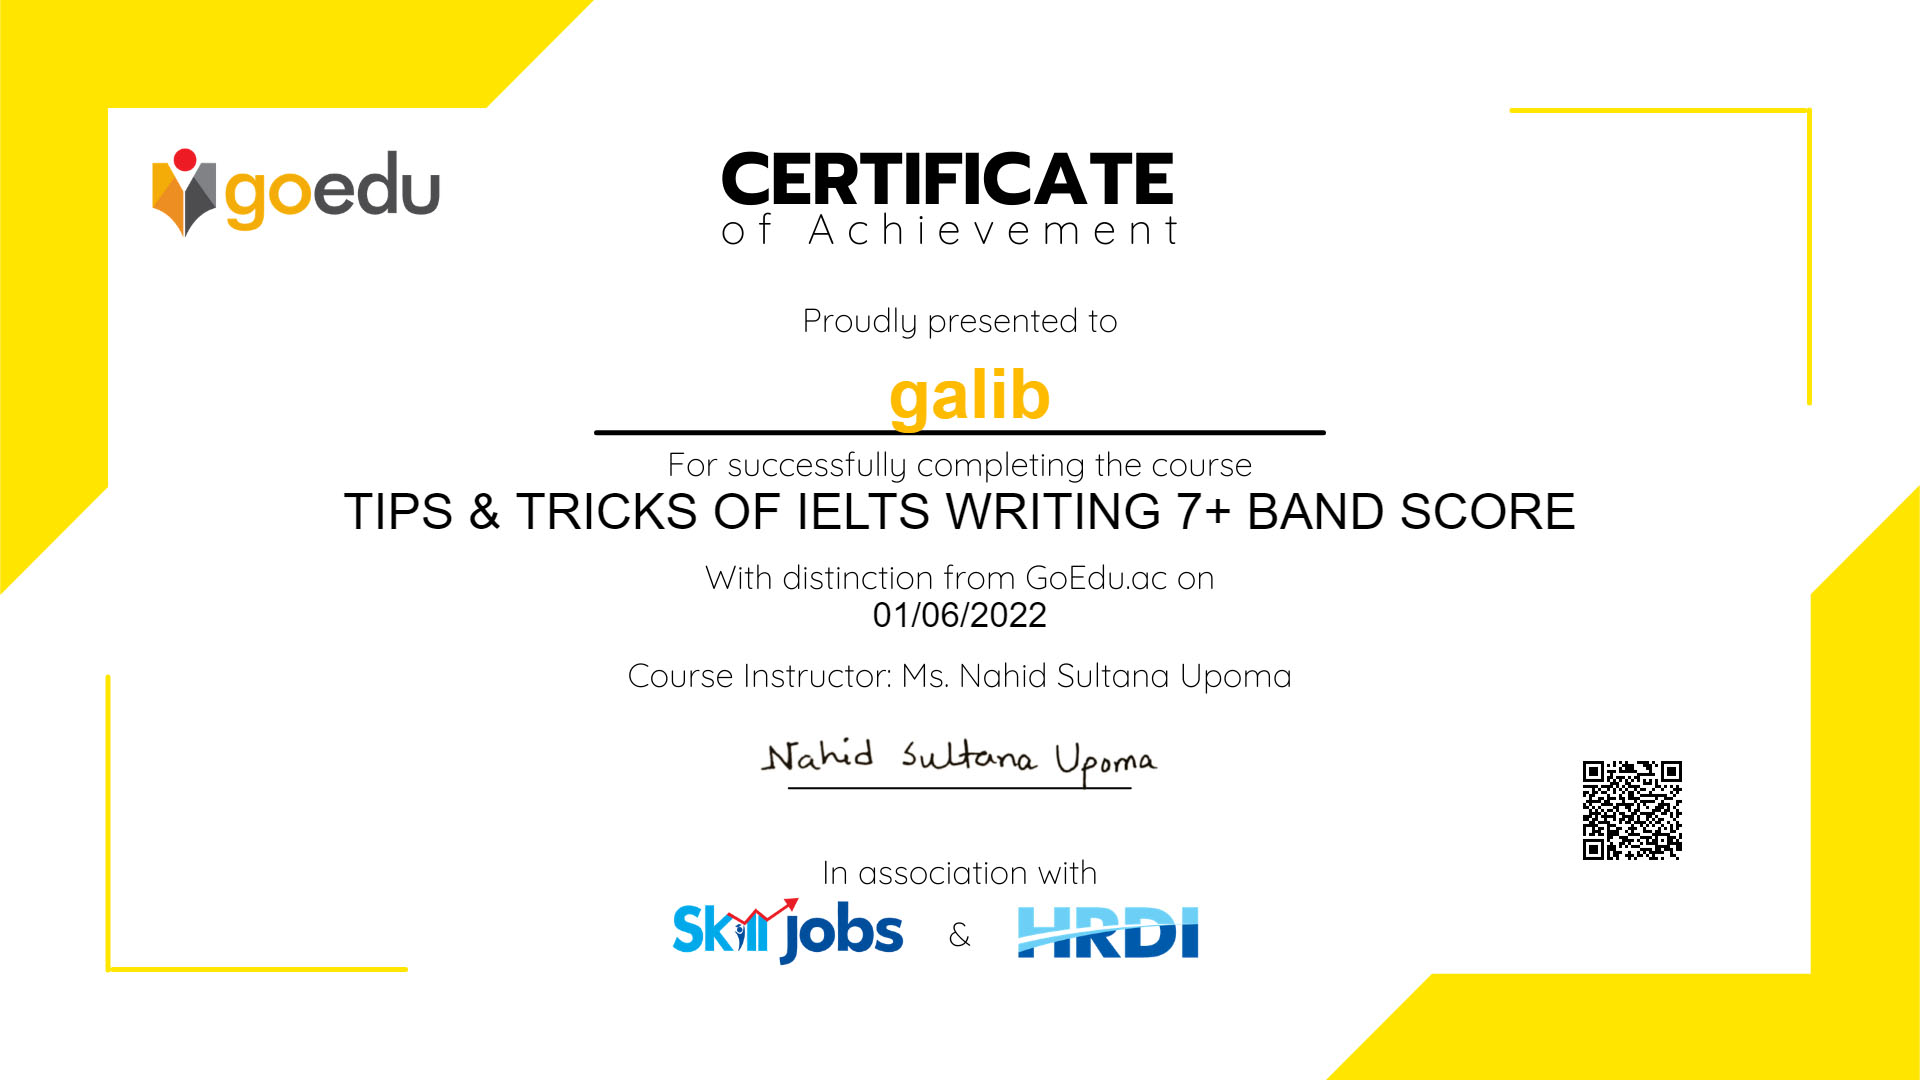 goedu
CERTIFICATE
of Achievement
Proudly presented to
galib
For successfully completing the course
TIPS & TRICKS OF IELTS WRITING 7+ BAND SCORE
With distinction from GoEdu.ac on
01/06/2022
Course Instructor: Ms. Nahid Sultana Upoma
Nahid Sultana Upoma
In association with
Skill jobs & HRDI